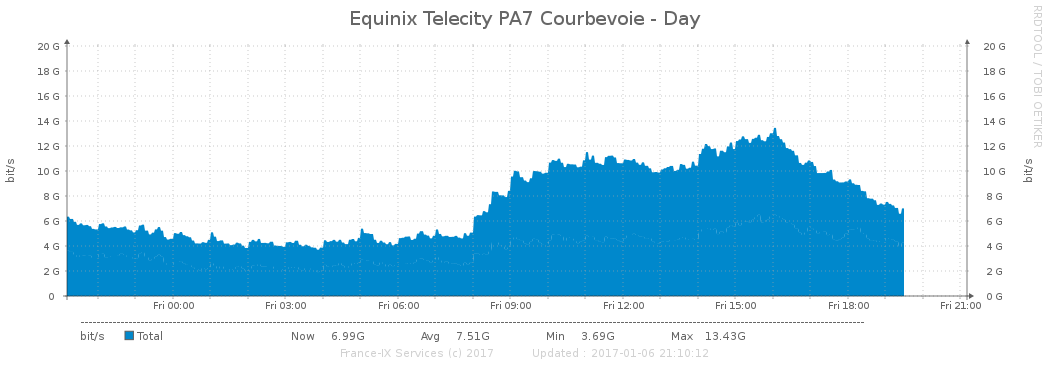 Equinix Telecity PA7 Courbevoie - Day
RRDTOOL / TOBI OETIKER
bit/s
20 G
18 G
16 G
14 G
12 G
10 G
8 G
6 G
4 G
2 G
0
20 G
18 G
16 G
14 G
12 G
10 G
8 G
6 G
4 G
2 G
0 G
bit/s
Fri 00:00 Fri 03:00 Fri 06:00 Fri 09:00 Fri 12:00 Fri 15:00 Fri 18:00 Fri 21:00
bit/s Total Now 6.99G Avg 7.51G Min 3.69G Max 13.43G
France-IX Services (c) 2017 Updated : 2017-01-06 21:10:12